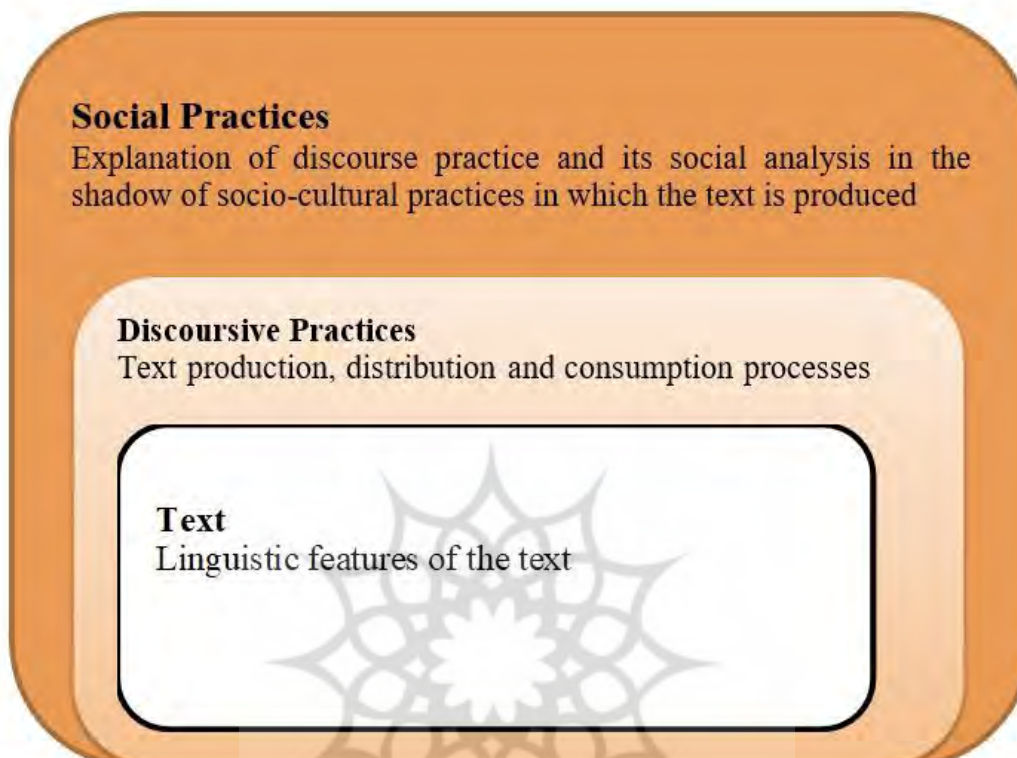 Social Practices
Explanation of discourse practice and its social analysis in the
shadow of socio-cultural practices in which the text is produced
Discoursive Practices
Text production, distribution and consumption processes
Text
Linguistic features of the text